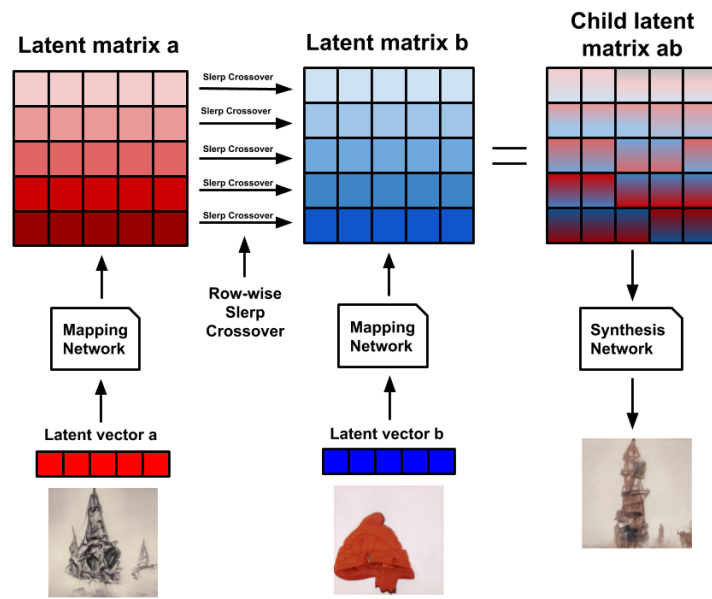 Latent matrix a
Latent matrix b
Child latent
matrix ab
Slerp Crossover
Slerp Crossover
Slerp Crossover
Slerp Crossover
Slerp Crossover
Row-wise
Slerp
Crossover
Mapping
Network
Mapping
Network
Synthesis
Network
Latent vector a
Latent vector b